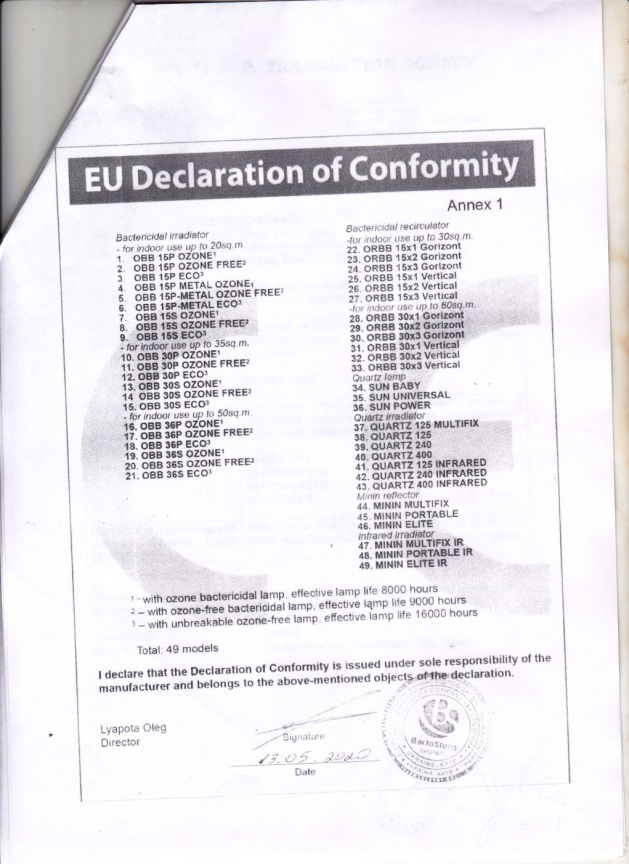 TRANSLATION AGENCY
EU Declaration of Conformity
Annex 1
Bactericidal irradiator
- for indoor use up to 20sq.m.
1. OBB 15P OZONE¹
2. OBB 15P OZONE FREE²
3. OBB 15P ECO³
4. OBB 15P METAL OZONE¹
5. OBB 15P-METAL OZONE FREE²
6. OBB 15P-METAL ECO³
7. OBB 15S OZONE¹
8. OBB 15S OZONE FREE²
9. OBB 15S ECO³
- for indoor use up to 35sq.m.
10. OBB 30P OZONE¹
11. OBB 30P OZONE FREE²
12. OBB 30P ECO³
13. OBB 30S OZONE¹
14 OBB 30S OZONE FREE²
15. OBB 30S ECO³
- for indoor use up to 50sq.m.
16. OBB 36P OZONE¹
17. OBB 36P OZONE FREE²
18. OBB 36P ECO³
19. OBB 36S OZONE¹
20. OBB 36S OZONE FREE²
21. OBB 36S ECO³
Bactericidal recirculator
-for indoor use up to 30sq.m.
22. ORBB 15x1 Gorizont
23. ORBB 15x2 Gorizont
24. ORBB 15x3 Gorizont
25. ORBB 15x1 Vertical
26. ORBB 15x2 Vertical
27. ORBB 15x3 Vertical
-for indoor use up to 60sq.m.
28. ORBB 30x1 Gorizont
29. ORBB 30x2 Gorizont
30. ORBB 30x3 Gorizont
31. ORBB 30x1 Vertical
32. ORBB 30x2 Vertical
33. ORBB 30x3 Vertical
Quartz lamp
34. SUN BABY
35. SUN UNIVERSAL
36. SUN POWER
Quartz irradiator
37. QUARTZ 125 MULTIFIX
38. QUARTZ 125
39. QUARTZ 240
40. QUARTZ 400
41. QUARTZ 125 INFRARED
42. QUARTZ 240 INFRARED
43. QUARTZ 400 INFRARED
Minin reflector
44. MININ MULTIFIX
45. MININ PORTABLE
46. MININ ELITE
Infrared irradiator
47. MININ MULTIFIX IR
48. MININ PORTABLE IR
49. MININ ELITE IR
¹ - with ozone bactericidal lamp, effective lamp life 8000 hours
² – with ozone-free bactericidal lamp, effective lamp life 9000 hours
³ – with unbreakable ozone-free lamp, effective lamp life 16000 hours
Total: 49 models
I declare that the Declaration of Conformity is issued under sole responsibility of the
manufacturer and belongs to the above-mentioned objects of the declaration.
Lyapota Oleg
Director
Signature
13.05.2020
Date
BactoSfera
UKRAINE, KYIV